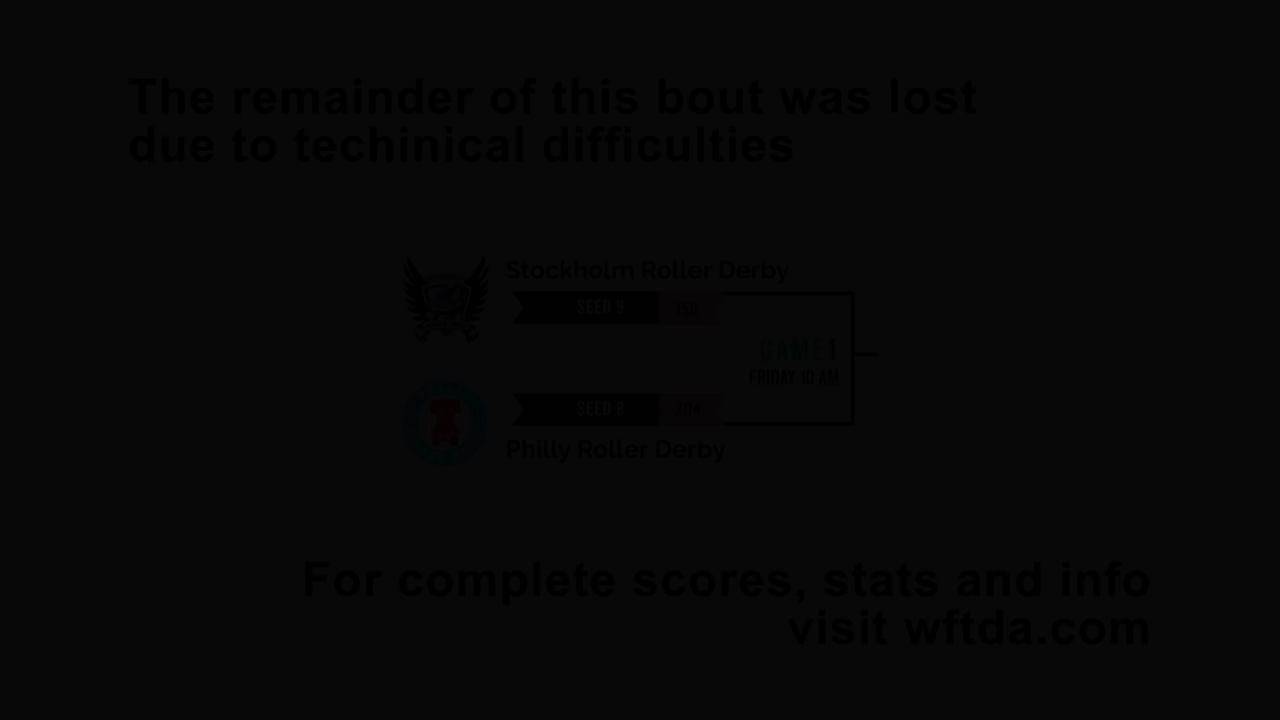 The remainder of this bout was lost
due to techinical difficulties
Stockholm Roller Derby
SEED 9
GAME 1
FRIDAY 10 AM
SEED 8
Philly Roller Derby
For complete scores, stats and info
visit wftda.com